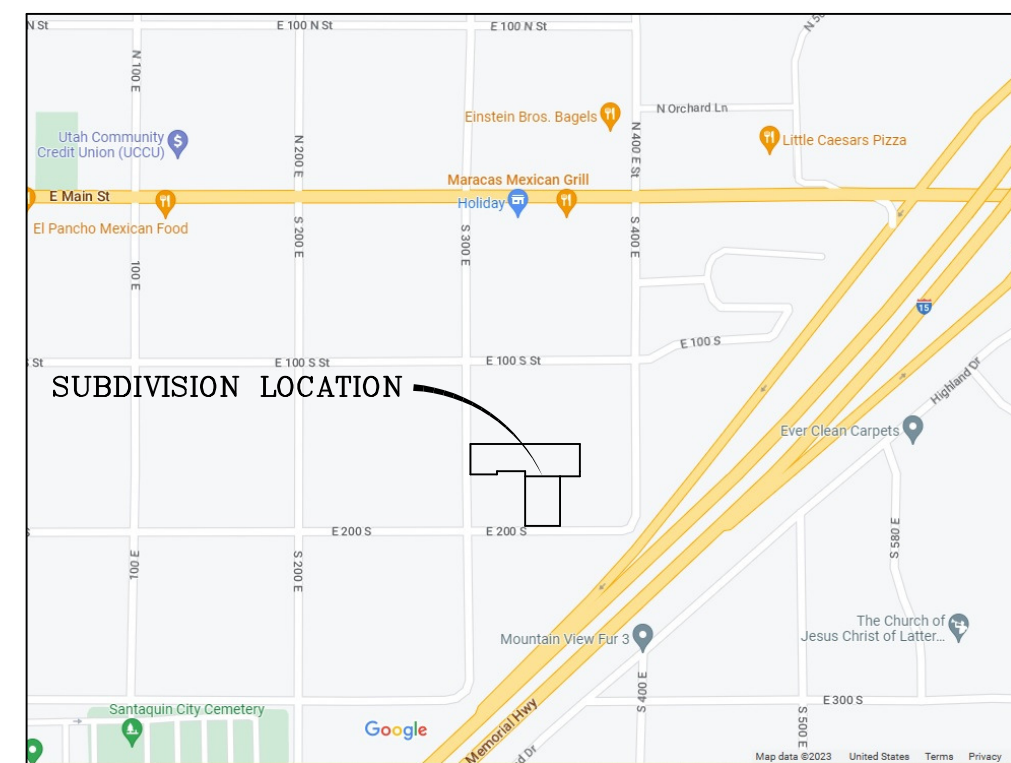 N St
E 100 N St
E 100 N St
N 100 E
Utah Community
Credit Union (UCCU)
N 200 E
Einstein Bros. Bagels
N 400 E St
N Orchard Ln
Little Caesars Pizza
E Main St
Maracas Mexican Grill
Holiday
El Pancho Mexican Food
S 200 E
S 300 E
S 400 E
100 E
15
St
E 100 S St
E 100 S St
E 100 S
SUBDIVISION LOCATION
Highland Dr
Ever Clean Carpets
E 200 S
E 200 S
S 580 E
100 E
S 200 E
Mountain View Fur 3
The Church of
Jesus Christ of Latter...
S 400 E
E 300 S
S 500 E
Santaquin City Cemetery
Google
Memorial Hwy
Dr
Map data ©2023 United States Terms Privacy